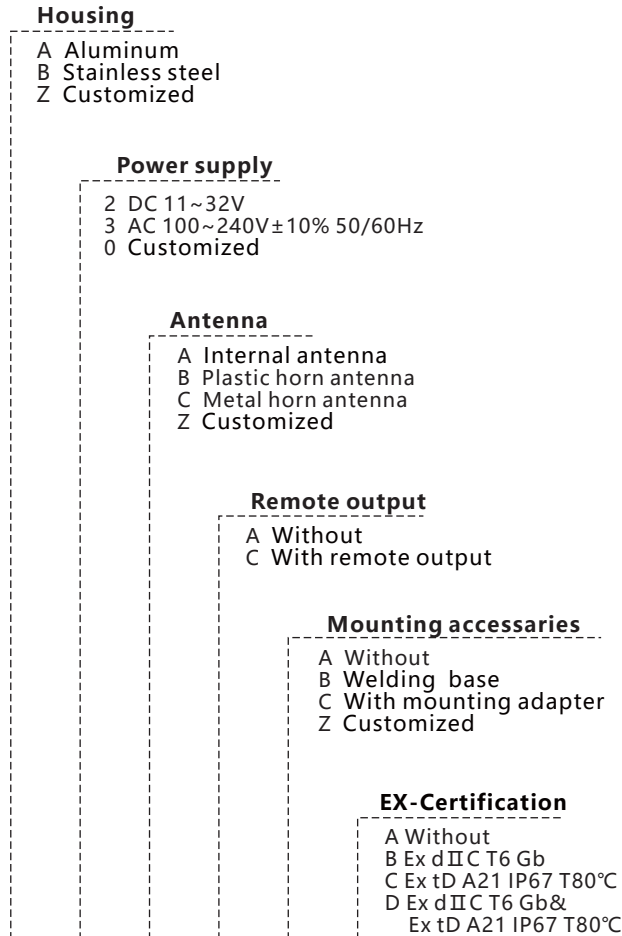 Housing
A Aluminum
B Stainless steel
Z Customized
Power supply
2 DC 11~32V
3 AC 100~240V±10% 50/60Hz
0 Customized
Antenna
A Internal antenna
B Plastic horn antenna
C Metal horn antenna
Z Customized
Remote output
A Without
C With remote output
Mounting accessaries
A Without
B Welding base
C With mounting adapter
Z Customized
EX-Certification
A Without
B Ex dⅡC T6 Gb
C Ex tD A21 IP67 T80℃
D Ex dⅡC T6 Gb&
Ex tD A21 IP67 T80℃